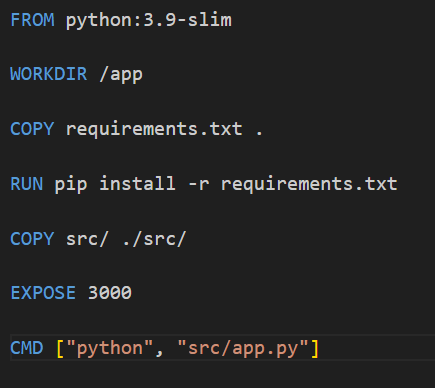 FROM python:3.9-slim
WORKDIR /app
COPY requirements.txt .
RUN pip install -r requirements.txt
COPY src/ ./src/
EXPOSE 3000
CMD ["python", "src/app.py"]